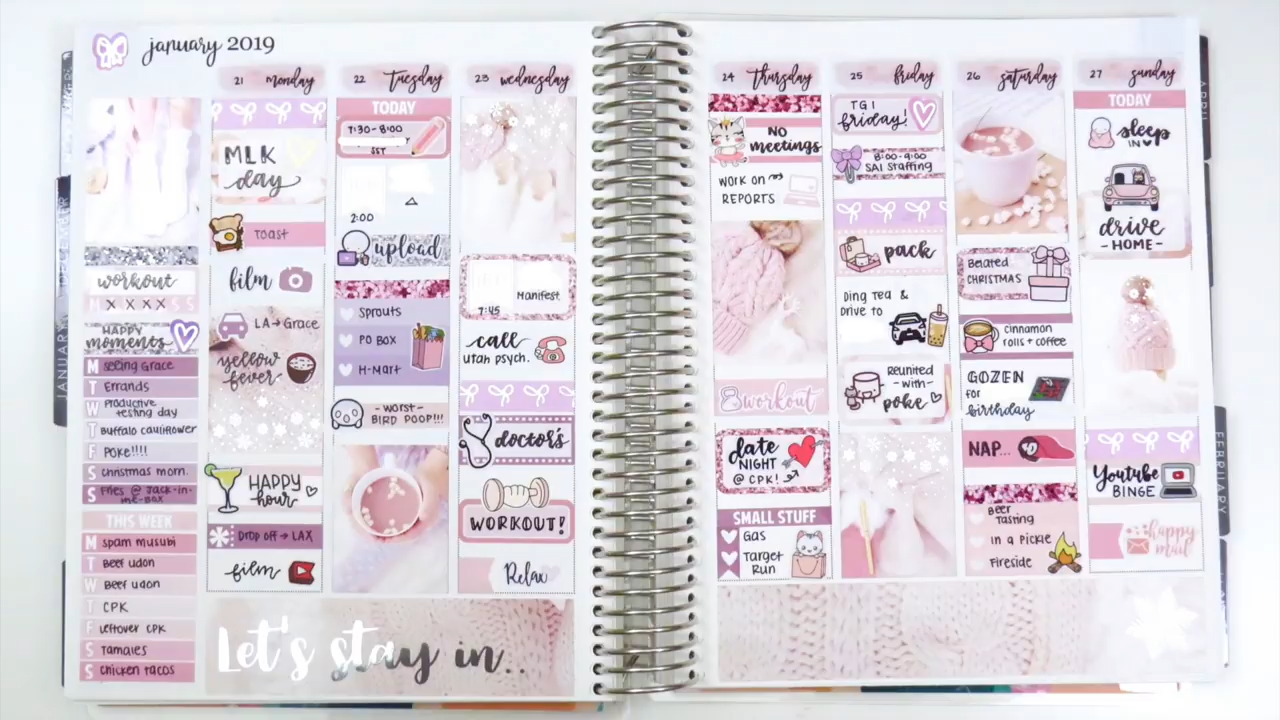 january 2019
21 monday
22 Tuesday
23 wednesday
24 Thursday
25 friday
26 saturday
27 sunday
workout
M X X X X S S
HAPPY
moments
M seeing Grace
T Errands
W Productive
testing day
T Buffalo cauliflower
F Poke!!!!
S Christmas morn.
S Fries @ Jack-in-
the-Box
THIS WEEK
M spam musubi
T Beef udon
W Beef udon
T CPK
F leftover CPK
S Tamales
S chicken tacos
MLK
day
Toast
film
LA → Grace
yellow
fever
HAPPY
hour
Drop off → LAX
film
TODAY
7:30-8:00
SST
2:00
upload
Sprouts
PO BOX
H-Mart
-worst-
BIRD POOP!!!
Manifest.
7:45
call
utah psych.
doctor's
WORKOUT!
Relax
Let's stay in..
NO
meetings
WORK ON
REPORTS
workout
date
NIGHT
@ CPK!
SMALL STUFF
Gas
Target
Run
TGI
friday!
8:00-9:00
SAI Staffing
pack
Ding Tea &
Drive to
Reunited
-with-
poke
Belated
CHRISTMAS
cinnamon
rolls + coffee
GOZEN
for
birthday
NAP...
Beer
Tasting
in a Pickle
Fireside
TODAY
sleep
IN
drive
-HOME-
Youtube
BINGE
happy
mail
JANUARY
APRIL
FEBRUARY